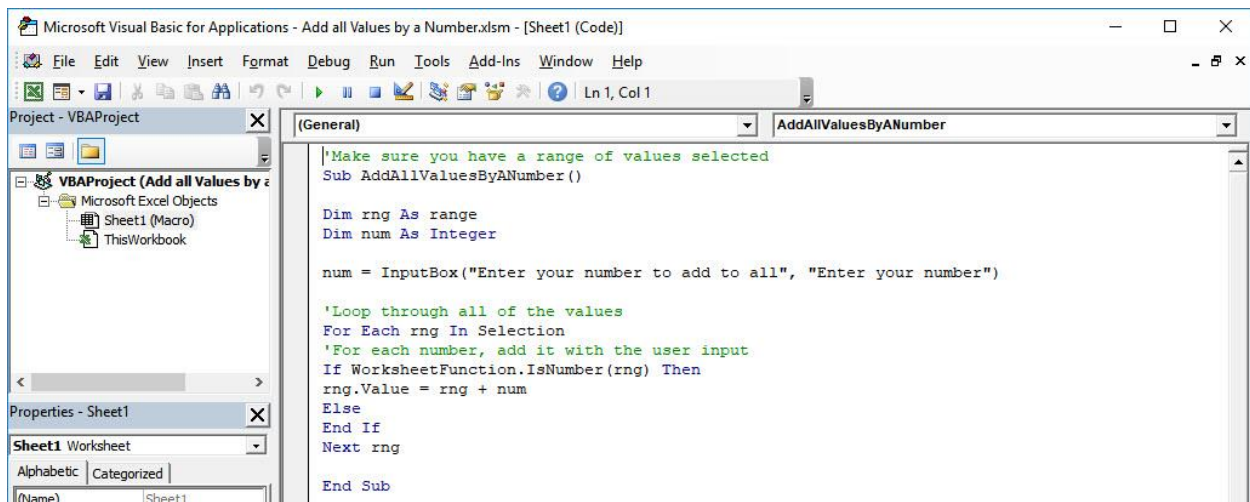 Microsoft Visual Basic for Applications - Add all Values by a Number.xlsm - [Sheet1 (Code)]
File Edit View Insert Format Debug Run Tools Add-Ins Window Help
Ln 1, Col 1
Project - VBAProject
VBAProject (Add all Values by a
Microsoft Excel Objects
Sheet1 (Macro)
ThisWorkbook
Properties - Sheet1
Sheet1 Worksheet
Alphabetic Categorized
(Name) Sheet1
(General) AddAllValuesByANumber
'Make sure you have a range of values selected
Sub AddAllValuesByANumber()
Dim rng As range
Dim num As Integer
num = InputBox("Enter your number to add to all", "Enter your number")
'Loop through all of the values
For Each rng In Selection
'For each number, add it with the user input
If WorksheetFunction.IsNumber(rng) Then
rng.Value = rng + num
Else
End If
Next rng
End Sub